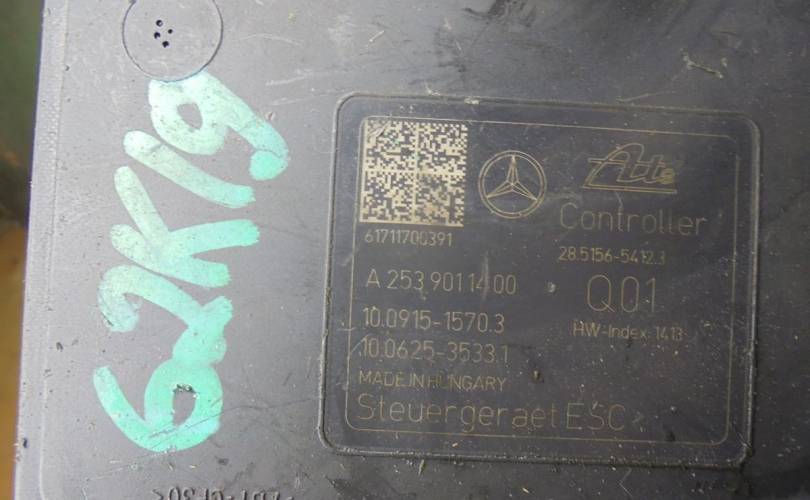 62K19
Ate
Controller
61711700391
28.5156-5412.3
A 253 901 14 00
Q01
10.0915-1570.3
HW-Index: 1413
10.0625-3533.1
MADE IN HUNGARY
Steuergeraet ESC